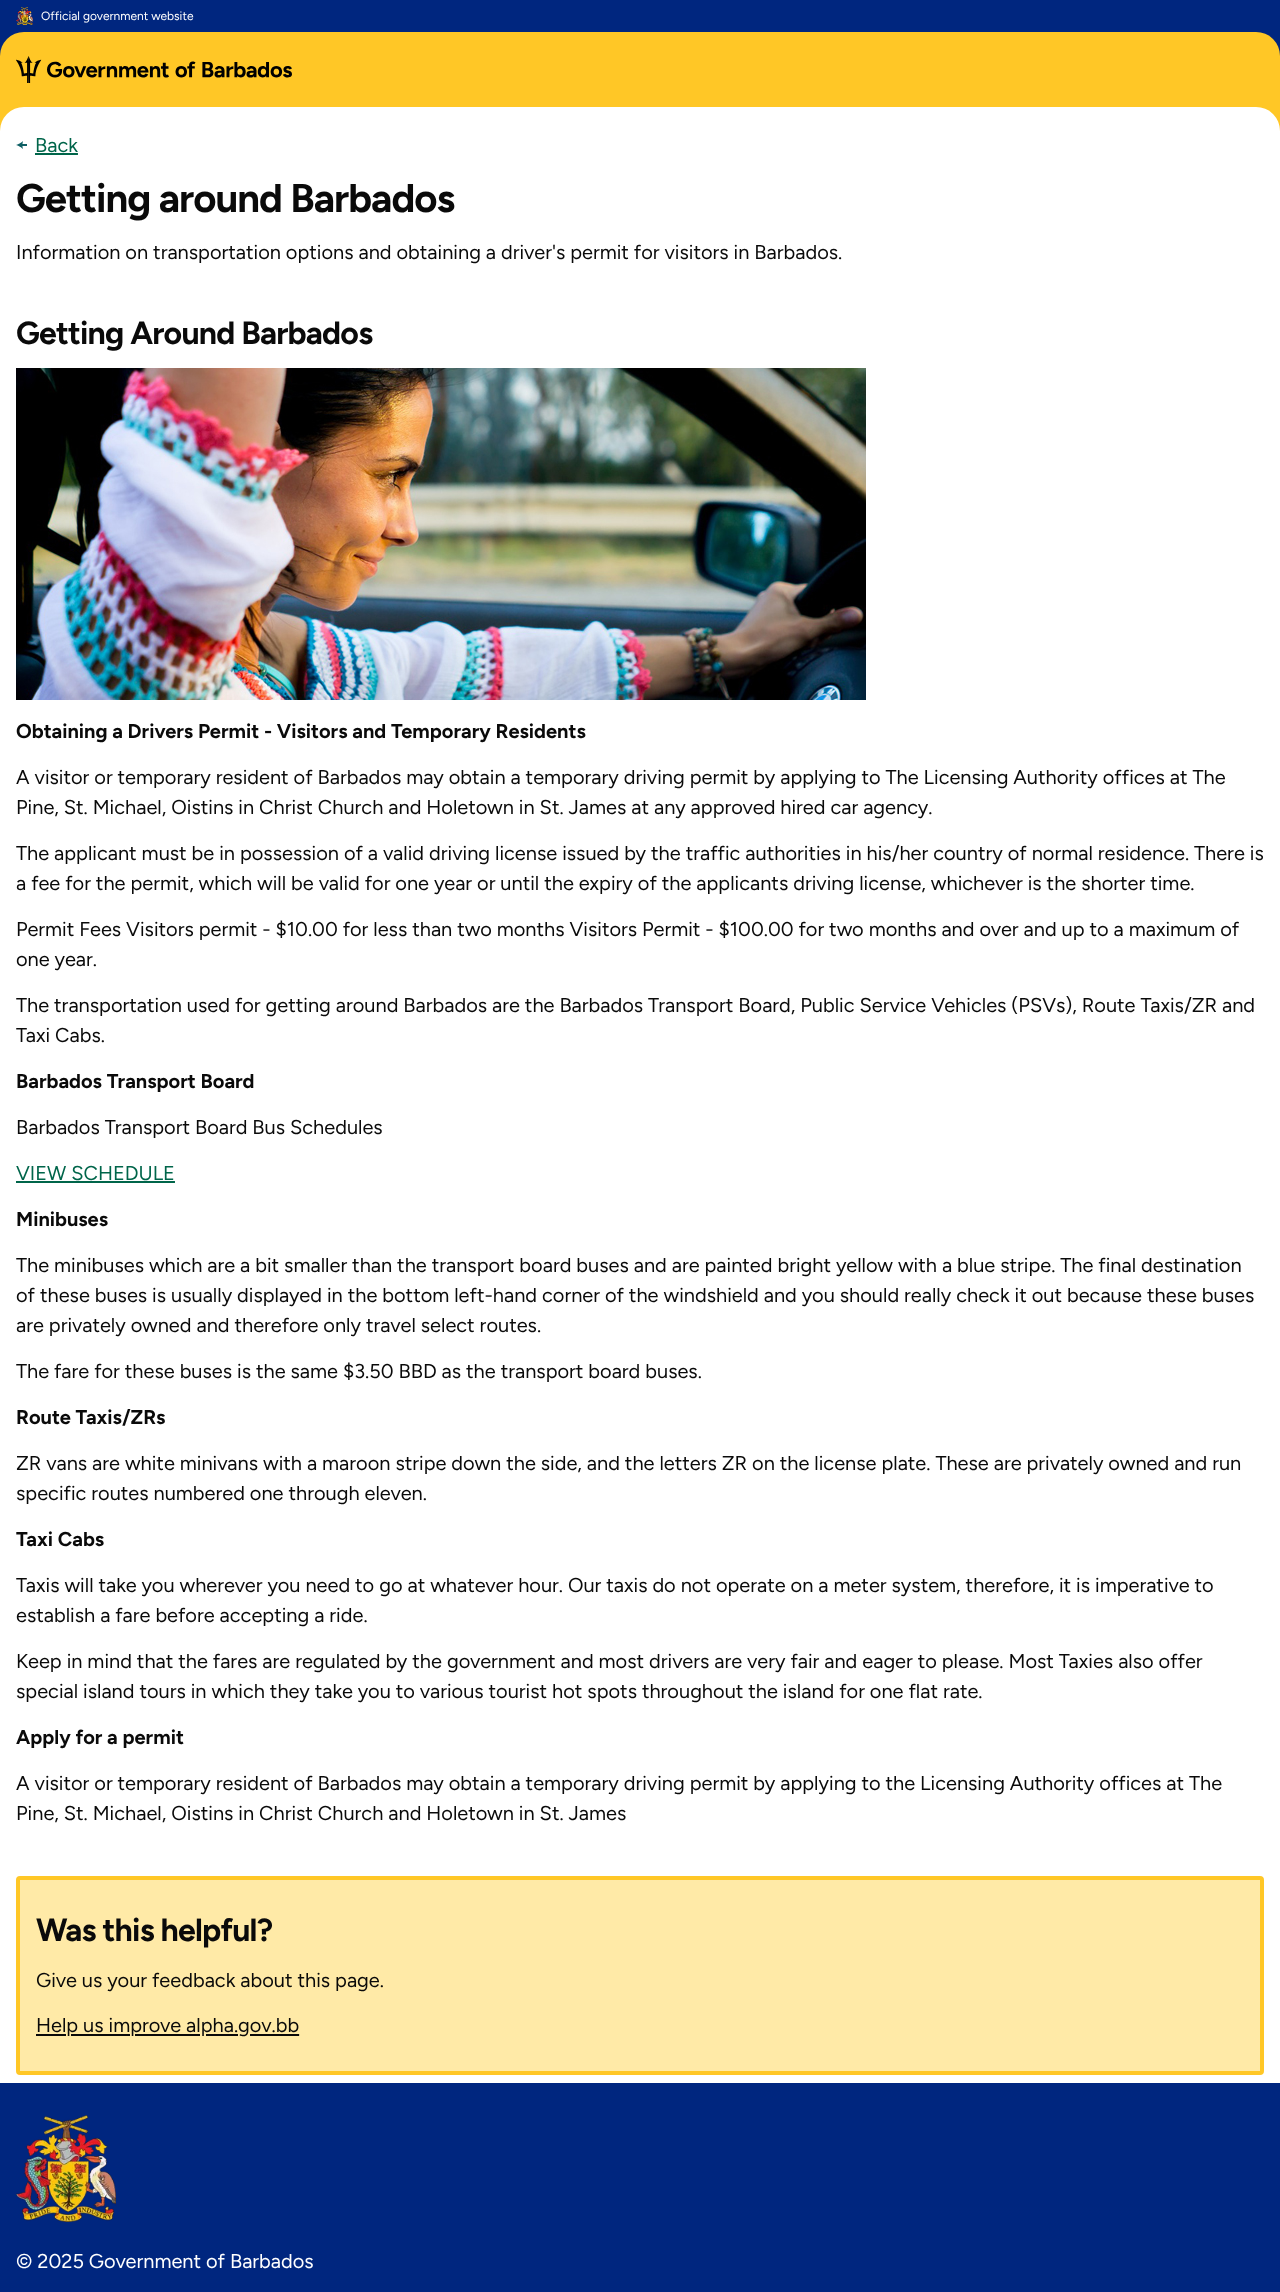 Official government website
Government of Barbados
Back
Getting around Barbados
Information on transportation options and obtaining a driver's permit for visitors in Barbados.
Getting Around Barbados
Obtaining a Drivers Permit - Visitors and Temporary Residents
A visitor or temporary resident of Barbados may obtain a temporary driving permit by applying to The Licensing Authority offices at The
Pine, St. Michael, Oistins in Christ Church and Holetown in St. James at any approved hired car agency.
The applicant must be in possession of a valid driving license issued by the traffic authorities in his/her country of normal residence. There is
a fee for the permit, which will be valid for one year or until the expiry of the applicants driving license, whichever is the shorter time.
Permit Fees Visitors permit - $10.00 for less than two months Visitors Permit - $100.00 for two months and over and up to a maximum of
one year.
The transportation used for getting around Barbados are the Barbados Transport Board, Public Service Vehicles (PSVs), Route Taxis/ZR and
Taxi Cabs.
Barbados Transport Board
Barbados Transport Board Bus Schedules
VIEW SCHEDULE
Minibuses
The minibuses which are a bit smaller than the transport board buses and are painted bright yellow with a blue stripe. The final destination
of these buses is usually displayed in the bottom left-hand corner of the windshield and you should really check it out because these buses
are privately owned and therefore only travel select routes.
The fare for these buses is the same $3.50 BBD as the transport board buses.
Route Taxis/ZRs
ZR vans are white minivans with a maroon stripe down the side, and the letters ZR on the license plate. These are privately owned and run
specific routes numbered one through eleven.
Taxi Cabs
Taxis will take you wherever you need to go at whatever hour. Our taxis do not operate on a meter system, therefore, it is imperative to
establish a fare before accepting a ride.
Keep in mind that the fares are regulated by the government and most drivers are very fair and eager to please. Most Taxies also offer
special island tours in which they take you to various tourist hot spots throughout the island for one flat rate.
Apply for a permit
A visitor or temporary resident of Barbados may obtain a temporary driving permit by applying to the Licensing Authority offices at The
Pine, St. Michael, Oistins in Christ Church and Holetown in St. James
Was this helpful?
Give us your feedback about this page.
Help us improve alpha.gov.bb
PRIDE AND INDUSTRY
© 2025 Government of Barbados